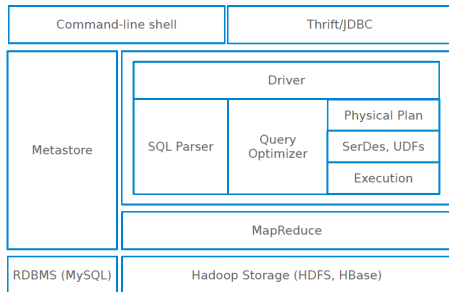 Command-line shell
Thrift/JDBC
Metastore
Driver
SQL Parser
Query
Optimizer
Physical Plan
SerDes, UDFs
Execution
MapReduce
RDBMS (MySQL)
Hadoop Storage (HDFS, HBase)